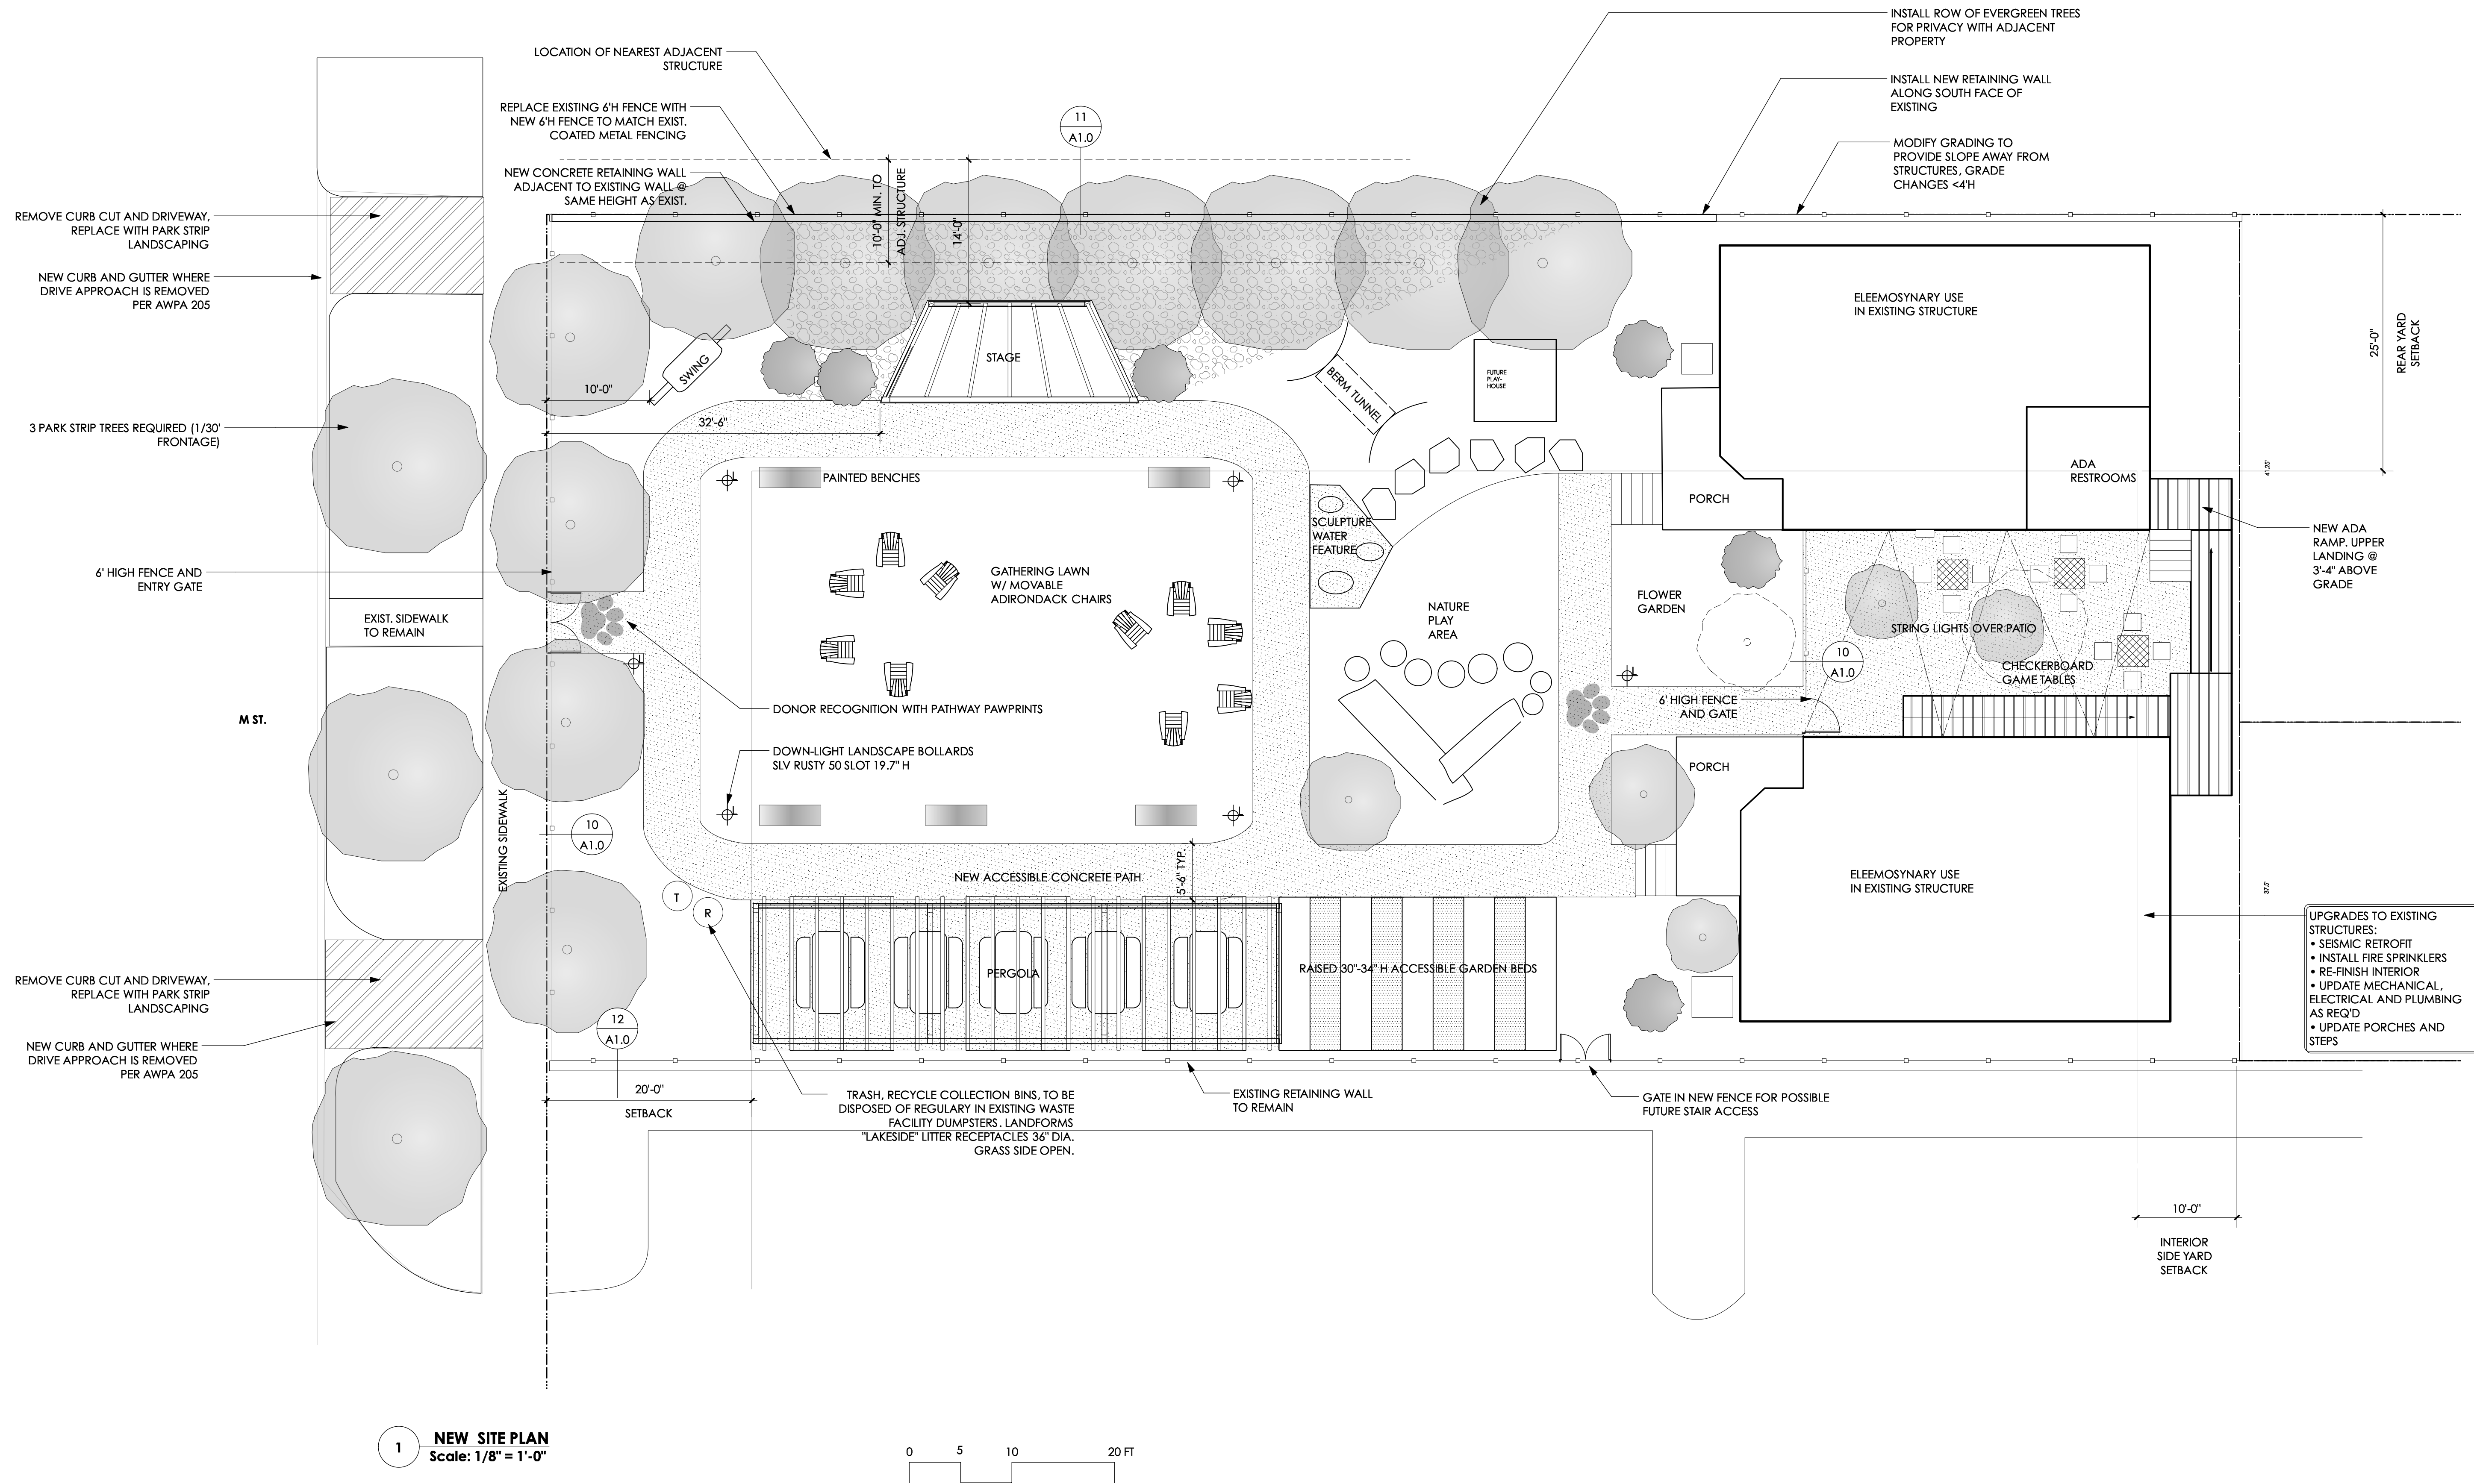 INSTALL ROW OF EVERGREEN TREES
FOR PRIVACY WITH ADJACENT
PROPERTY
LOCATION OF NEAREST ADJACENT
STRUCTURE
INSTALL NEW RETAINING WALL
ALONG SOUTH FACE OF
EXISTING
REPLACE EXISTING 6'H FENCE WITH
NEW 6'H FENCE TO MATCH EXIST.
COATED METAL FENCING
11
A1.0
MODIFY GRADING TO
PROVIDE SLOPE AWAY FROM
STRUCTURES, GRADE
CHANGES <4'H
NEW CONCRETE RETAINING WALL
ADJACENT TO EXISTING WALL @
SAME HEIGHT AS EXIST.
10'-0" MIN. TO
ADJ. STRUCTURE
14'-0"
REMOVE CURB CUT AND DRIVEWAY,
REPLACE WITH PARK STRIP
LANDSCAPING
NEW CURB AND GUTTER WHERE
DRIVE APPROACH IS REMOVED
PER AWPA 205
ELEEMOSYNARY USE
IN EXISTING STRUCTURE
25'-0"
REAR YARD
SETBACK
STAGE
SWING
10'-0"
BERM TUNNEL
FUTURE
PLAY-
HOUSE
32'-6"
3 PARK STRIP TREES REQUIRED (1/30'
FRONTAGE)
PAINTED BENCHES
ADA
RESTROOMS
41.25'
PORCH
SCULPTURE
WATER
FEATURE
NEW ADA
RAMP. UPPER
LANDING @
3'-4" ABOVE
GRADE
6' HIGH FENCE AND
ENTRY GATE
GATHERING LAWN
W/ MOVABLE
ADIRONDACK CHAIRS
FLOWER
GARDEN
NATURE
PLAY
AREA
EXIST. SIDEWALK
TO REMAIN
STRING LIGHTS OVER PATIO
10
A1.0
CHECKERBOARD
GAME TABLES
6' HIGH FENCE
AND GATE
DONOR RECOGNITION WITH PATHWAY PAWPRINTS
M ST.
DOWN-LIGHT LANDSCAPE BOLLARDS
SLV RUSTY 50 SLOT 19.7" H
PORCH
EXISTING SIDEWALK
10
A1.0
NEW ACCESSIBLE CONCRETE PATH
5'-6" TYP.
ELEEMOSYNARY USE
IN EXISTING STRUCTURE
37.5'
T
R
UPGRADES TO EXISTING
STRUCTURES:
• SEISMIC RETROFIT
• INSTALL FIRE SPRINKLERS
• RE-FINISH INTERIOR
• UPDATE MECHANICAL,
ELECTRICAL AND PLUMBING
AS REQ'D
• UPDATE PORCHES AND
STEPS
PERGOLA
RAISED 30"-34" H ACCESSIBLE GARDEN BEDS
REMOVE CURB CUT AND DRIVEWAY,
REPLACE WITH PARK STRIP
LANDSCAPING
12
A1.0
NEW CURB AND GUTTER WHERE
DRIVE APPROACH IS REMOVED
PER AWPA 205
20'-0"
SETBACK
TRASH, RECYCLE COLLECTION BINS, TO BE
DISPOSED OF REGULARY IN EXISTING WASTE
FACILITY DUMPSTERS. LANDFORMS
"LAKESIDE" LITTER RECEPTACLES 36" DIA.
GRASS SIDE OPEN.
EXISTING RETAINING WALL
TO REMAIN
GATE IN NEW FENCE FOR POSSIBLE
FUTURE STAIR ACCESS
10'-0"
INTERIOR
SIDE YARD
SETBACK
1
NEW SITE PLAN
Scale: 1/8" = 1'-0"
0 5 10 20 FT